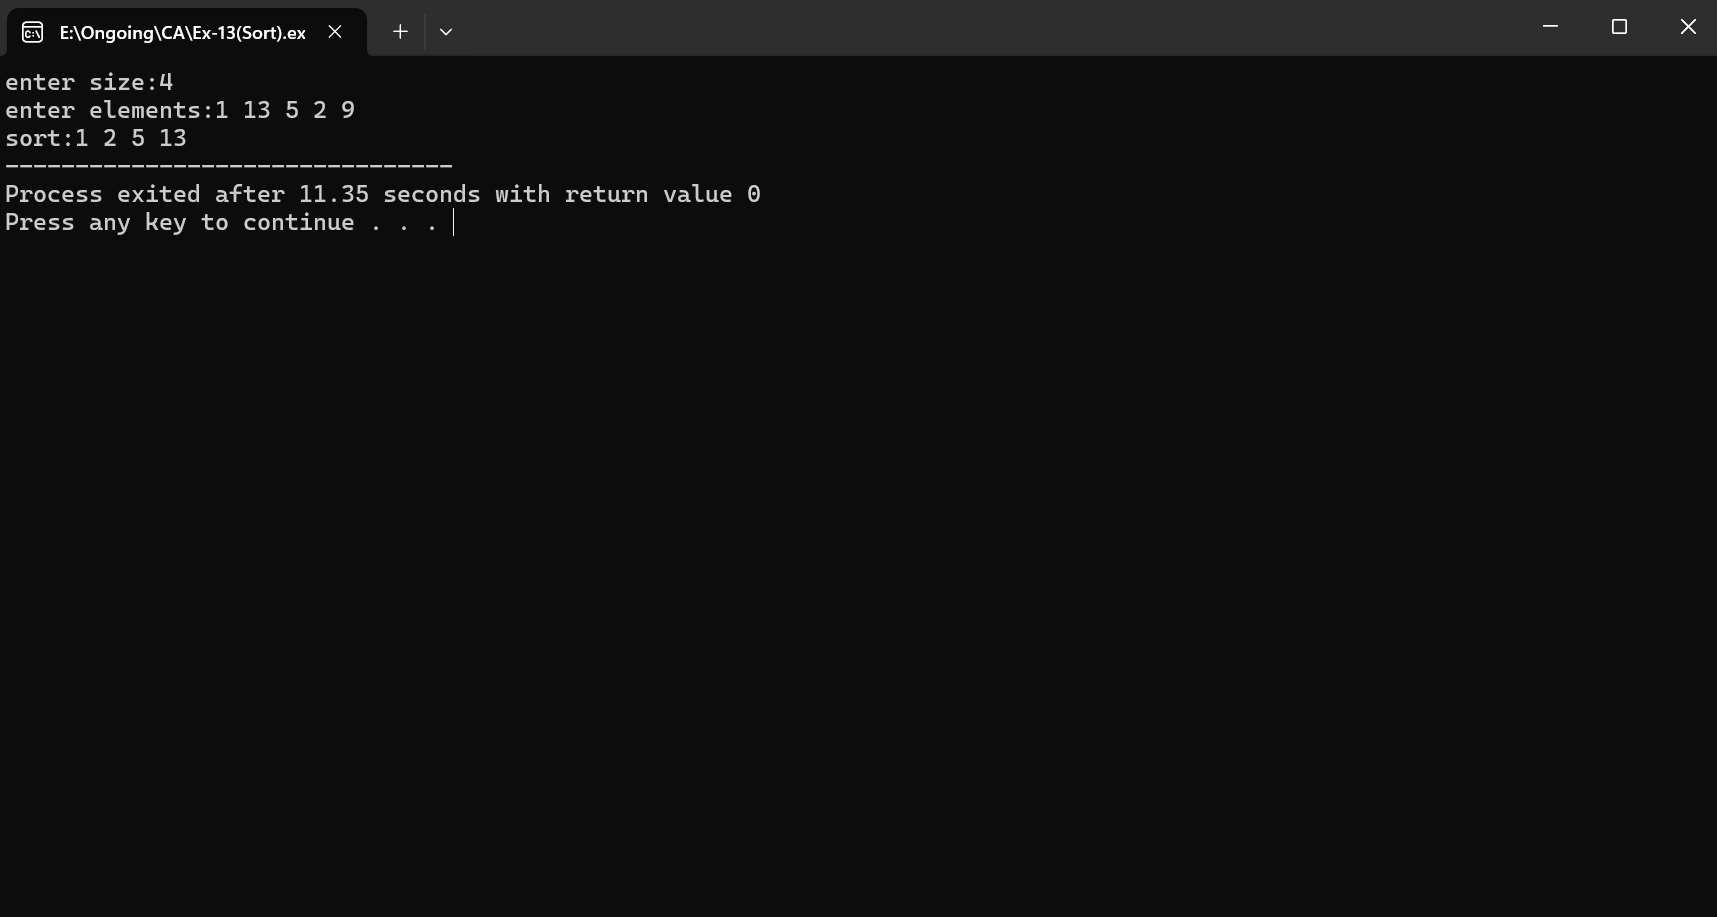 E:\Ongoing\CA\Ex-13(Sort).ex
enter size:4
enter elements:1 13 5 2 9
sort:1 2 5 13
--------------------------------
Process exited after 11.35 seconds with return value 0
Press any key to continue . . .